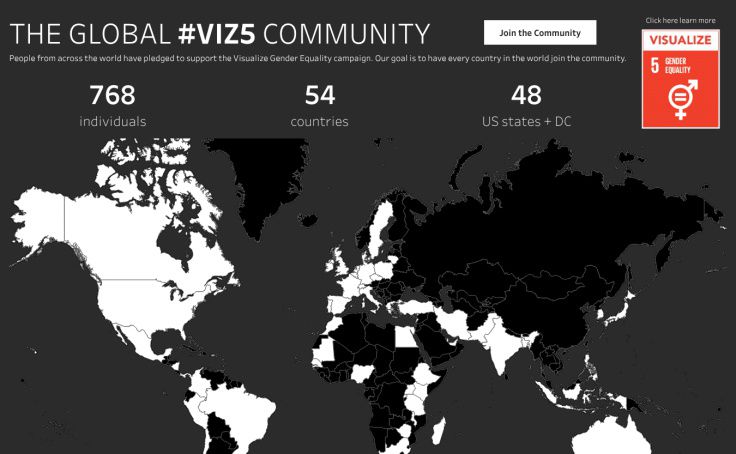 THE GLOBAL #VIZ5 COMMUNITY
Join the Community
Click here learn more
People from across the world have pledged to support the Visualize Gender Equality campaign. Our goal is to have every country in the world join the community.
VISUALIZE
5 GENDER
EQUALITY
768
54
48
individuals
countries
US states + DC